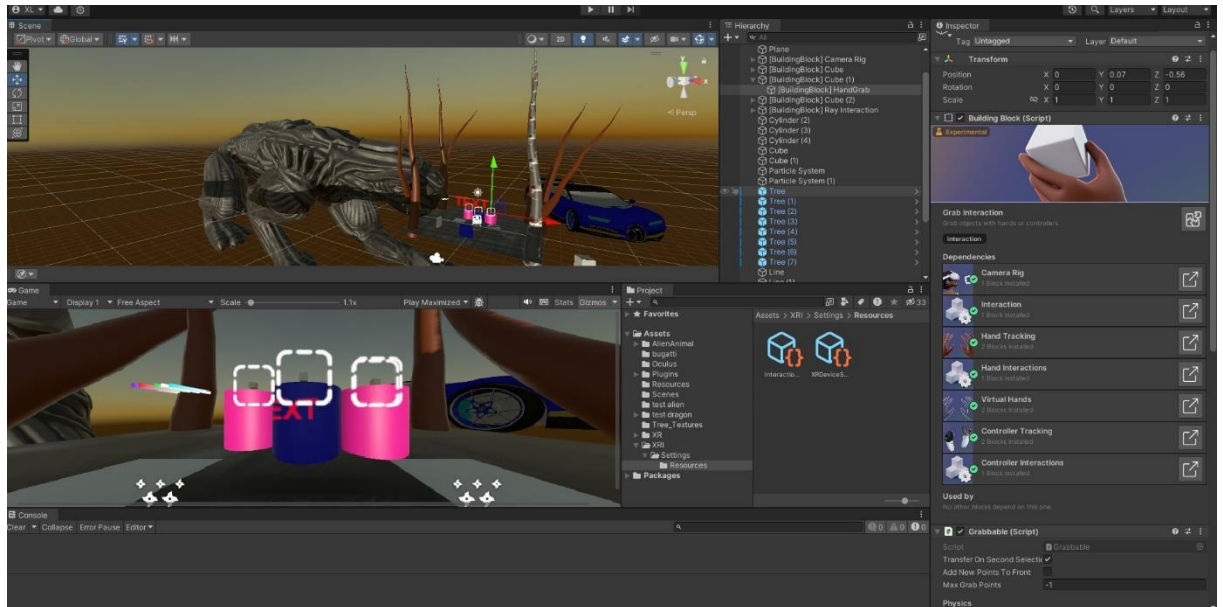 XL
Layers
Layout
Scene
Pivot
Global
2D
Persp
TEXT
Game
Game
Display 1
Free Aspect
Scale
1.1x
Play Maximized
Stats
Gizmos
TEXT
Console
Clear
Collapse
Error Pause
Editor
0
0
0
Hierarchy
All
Plane
[BuildingBlock] Camera Rig
[BuildingBlock] Cube
[BuildingBlock] Cube (1)
[BuildingBlock] HandGrab
[BuildingBlock] Cube (2)
[BuildingBlock] Ray Interaction
Cylinder (2)
Cylinder (3)
Cylinder (4)
Cube
Cube (1)
Particle System
Particle System (1)
Tree
Tree (1)
Tree (2)
Tree (3)
Tree (4)
Tree (5)
Tree (6)
Tree (7)
Line
Line (1)
Project
33
Favorites
Assets
AlienAnimal
bugatti
Oculus
Plugins
Resources
Scenes
test alien
test dragon
Tree_Textures
XR
XRI
Settings
Resources
Packages
Assets > XRI > Settings > Resources
Interactio...
XRDeviceS...
Inspector
Tag Untagged Layer Default
Transform
Position X 0 Y 0.07 Z -0.56
Rotation X 0 Y 0 Z 0
Scale X 1 Y 1 Z 1
Building Block (Script)
Experimental
Grab Interaction
Grab objects with hands or controllers
Interaction
Dependencies
Camera Rig
1 Block installed
Interaction
1 Block installed
Hand Tracking
2 Blocks installed
Hand Interactions
1 Block installed
Virtual Hands
2 Blocks installed
Controller Tracking
2 Blocks installed
Controller Interactions
1 Block installed
Used by
No other blocks depend on this one
Grabbable (Script)
Script Grabbable
Transfer On Second Selectio
Add New Points To Front
Max Grab Points -1
Physics